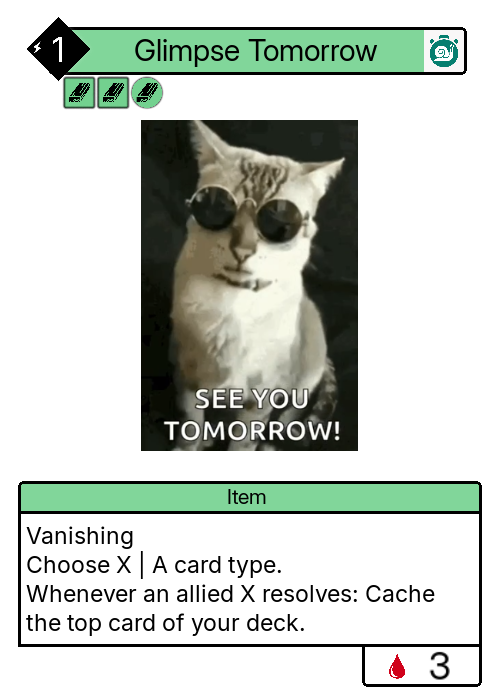 1
Glimpse Tomorrow
SEE YOU
TOMORROW!
Item
Vanishing
Choose X | A card type.
Whenever an allied X resolves: Cache
the top card of your deck.
3